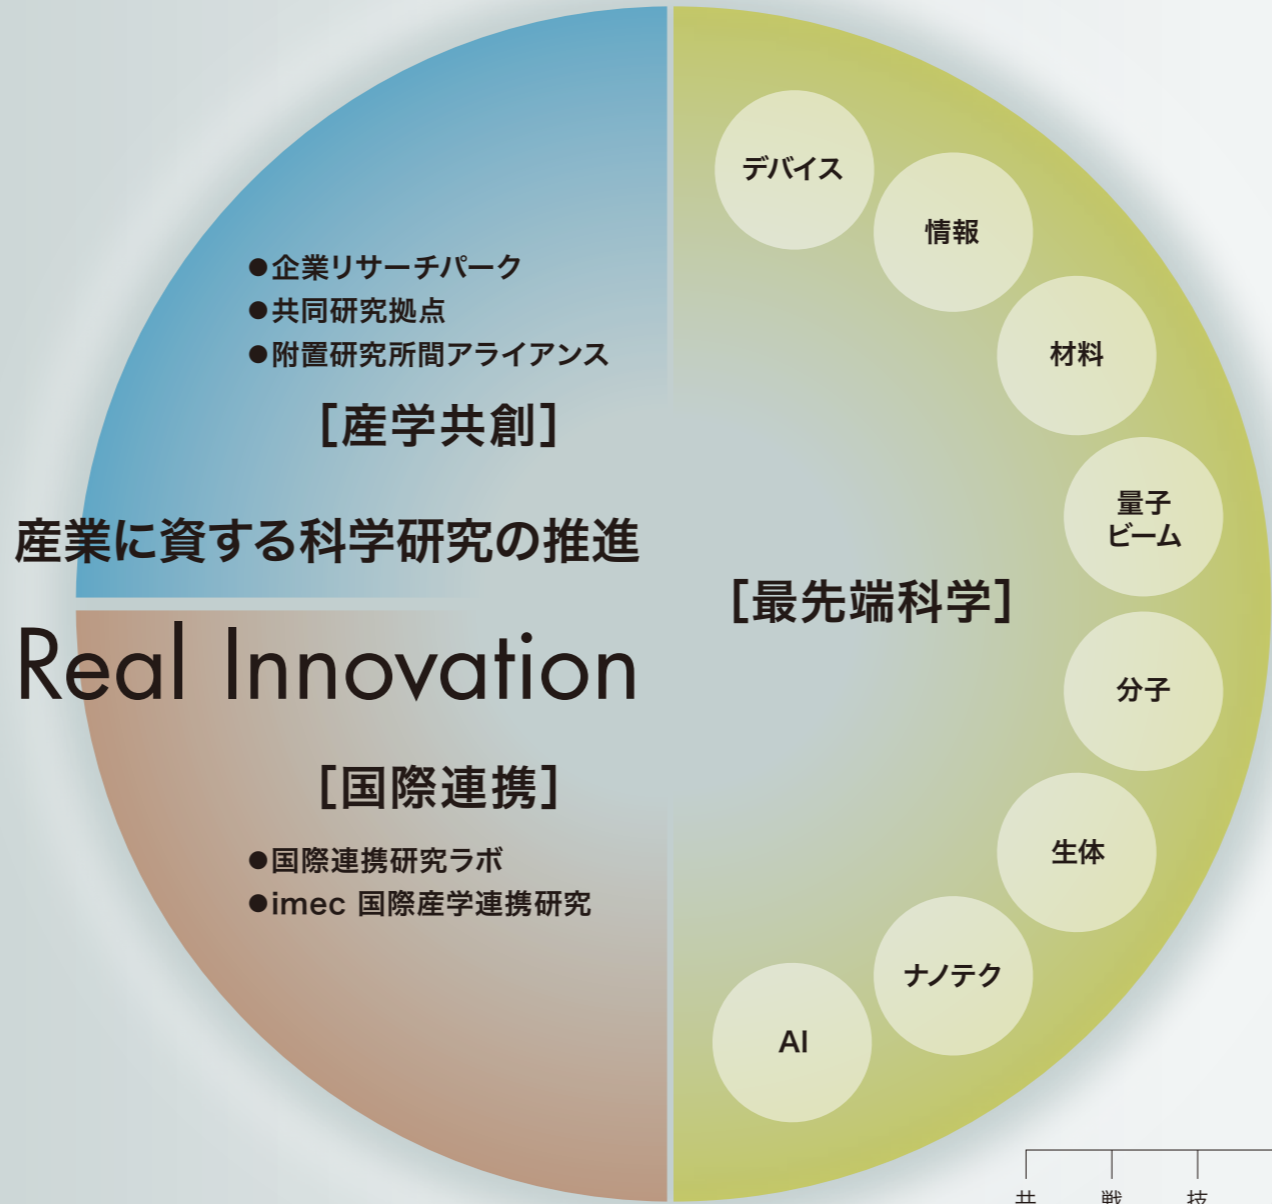 ●企業リサーチパーク
●共同研究拠点
●附置研究所間アライアンス
［産学共創］
産業に資する科学研究の推進
Real Innovation
［国際連携］
●国際連携研究ラボ
●imec 国際産学連携研究
［最先端科学］
デバイス
情報
材料
量子
ビーム
分子
生体
ナノテク
AI
共
戦
技